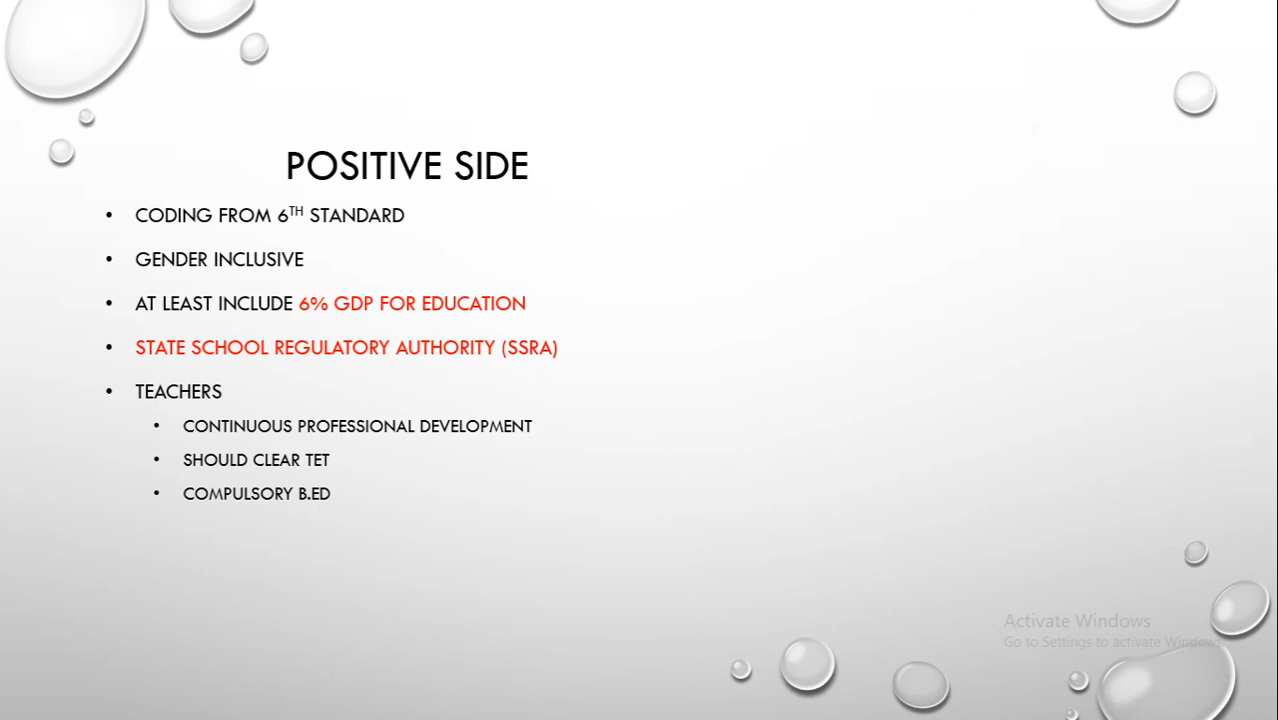 POSITIVE SIDE
• CODING FROM 6TH STANDARD
• GENDER INCLUSIVE
• AT LEAST INCLUDE 6% GDP FOR EDUCATION
• STATE SCHOOL REGULATORY AUTHORITY (SSRA)
• TEACHERS
• CONTINUOUS PROFESSIONAL DEVELOPMENT
• SHOULD CLEAR TET
• COMPULSORY B.ED
Activate Windows
Go to Settings to activate Windows.